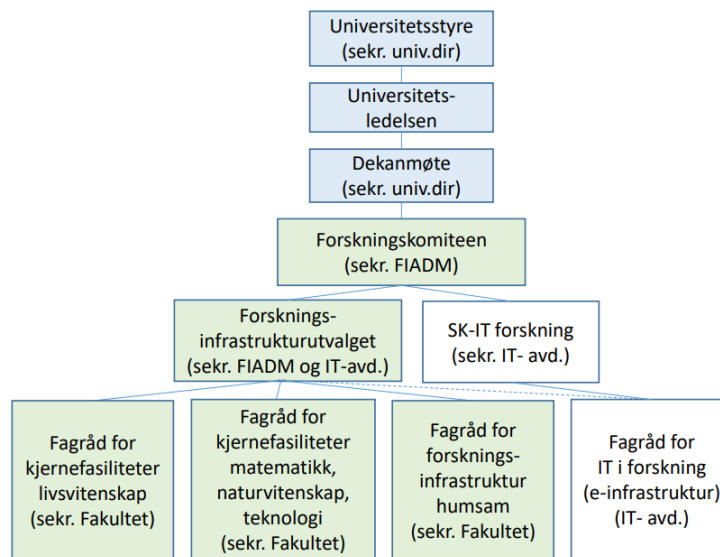 Universitetsstyre
(sekr. univ.dir)
Universitets-
ledelsen
Dekanmøte
(sekr. univ.dir)
Forskningskomiteen
(sekr. FIADM)
Forsknings-
infrastrukturutvalget
(sekr. FIADM og IT-avd.)
SK-IT forskning
(sekr. IT- avd.)
Fagråd for
kjernefasiliteter
livsvitenskap
(sekr. Fakultet)
Fagråd for
kjernefasiliteter
matematikk,
naturvitenskap,
teknologi
(sekr. Fakultet)
Fagråd for
forsknings-
infrastruktur
humsam
(sekr. Fakultet)
Fagråd for
IT i forskning
(e-infrastruktur)
(IT- avd.)